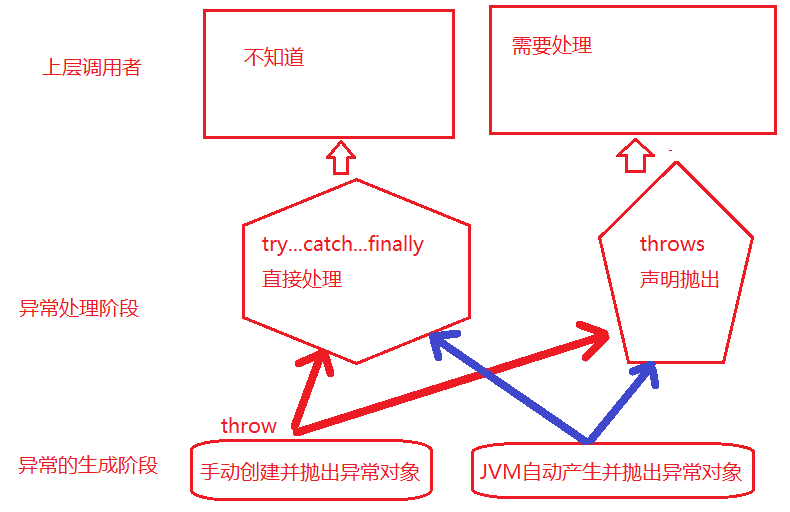 上层调用者
不知道
需要处理
try...catch...finally
直接处理
throws
声明抛出
异常处理阶段
throw
异常的生成阶段
手动创建并抛出异常对象
JVM自动产生并抛出异常对象